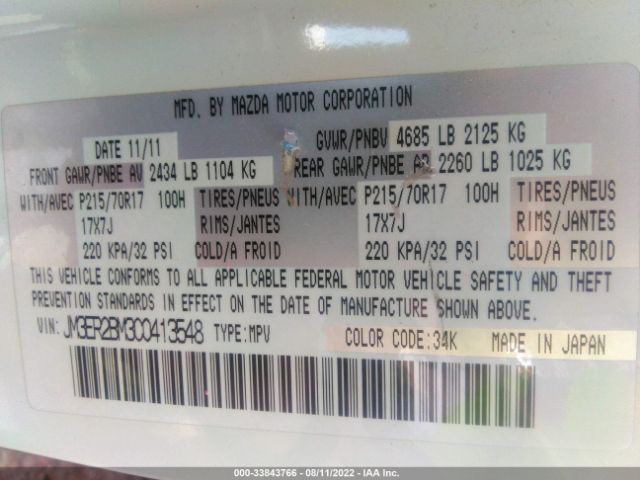 MFD. BY MAZDA MOTOR CORPORATION
DATE 11/11 GVWR/PNBV 4685 LB 2125 KG
FRONT GAWR/PNBE AV 2434 LB 1104 KG REAR GAWR/PNBE AR 2260 LB 1025 KG
WITH/AVEC P215/70R17 100H TIRES/PNEUS WITH/AVEC P215/70R17 100H TIRES/PNEUS
17X7J RIMS/JANTES 17X7J RIMS/JANTES
220 KPA/32 PSI COLD/A FROID 220 KPA/32 PSI COLD/A FROID
THIS VEHICLE CONFORMS TO ALL APPLICABLE FEDERAL MOTOR VEHICLE SAFETY AND THEFT
PREVENTION STANDARDS IN EFFECT ON THE DATE OF MANUFACTURE SHOWN ABOVE.
VIN: JM3ER2BM3C0413548 TYPE:MPV COLOR CODE:34K MADE IN JAPAN
000-33843766 - 08/11/2022 - IAA Inc.